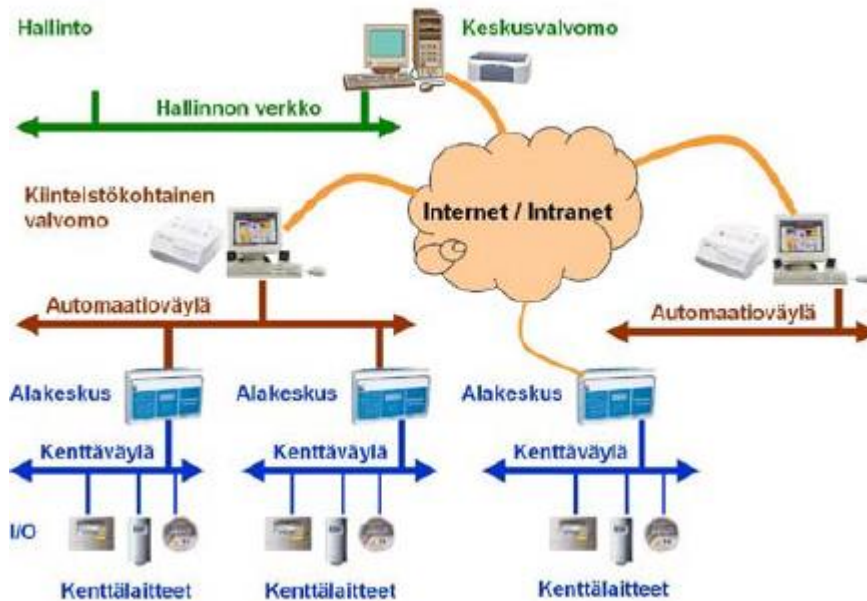 Hallinto
Keskusvalvomo
Hallinnon verkko
Kiinteistökohtainen
valvomo
Internet / Intranet
Automaatioväylä
Automaatioväylä
Alakeskus
Alakeskus
Alakeskus
Kenttäväylä
Kenttäväylä
Kenttäväylä
I/O
Kenttälaitteet
Kenttälaitteet
Kenttälaitteet